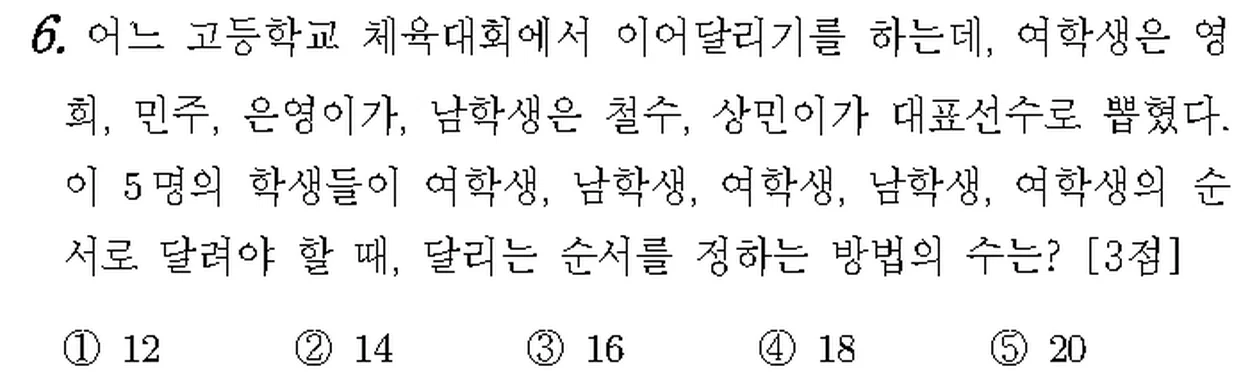 6. 어느 고등학교 체육대회에서 이어달리기를 하는데, 여학생은 영
희, 민주, 은영이가, 남학생은 철수, 상민이가 대표선수로 뽑혔다.
이 5명의 학생들이 여학생, 남학생, 여학생, 남학생, 여학생의 순
서로 달려야 할 때, 달리는 순서를 정하는 방법의 수는? [3점]
① 12 ② 14 ③ 16 ④ 18 ⑤ 20